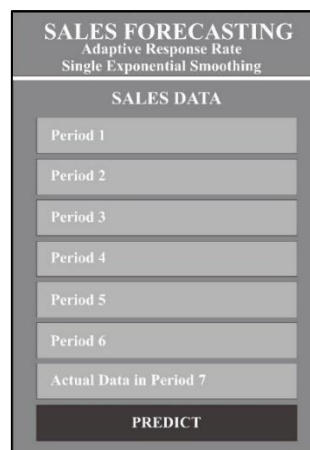 SALES FORECASTING
Adaptive Response Rate
Single Exponential Smoothing
SALES DATA
Period 1
Period 2
Period 3
Period 4
Period 5
Period 6
Actual Data in Period 7
PREDICT